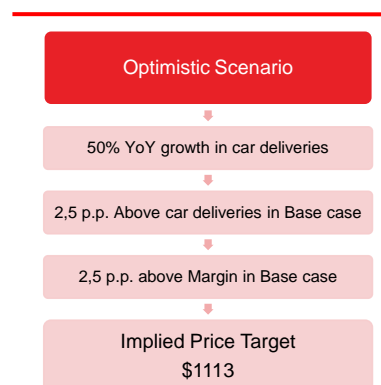 Optimistic Scenario
50% YoY growth in car deliveries
2,5 p.p. Above car deliveries in Base case
2,5 p.p. above Margin in Base case
Implied Price Target
$1113